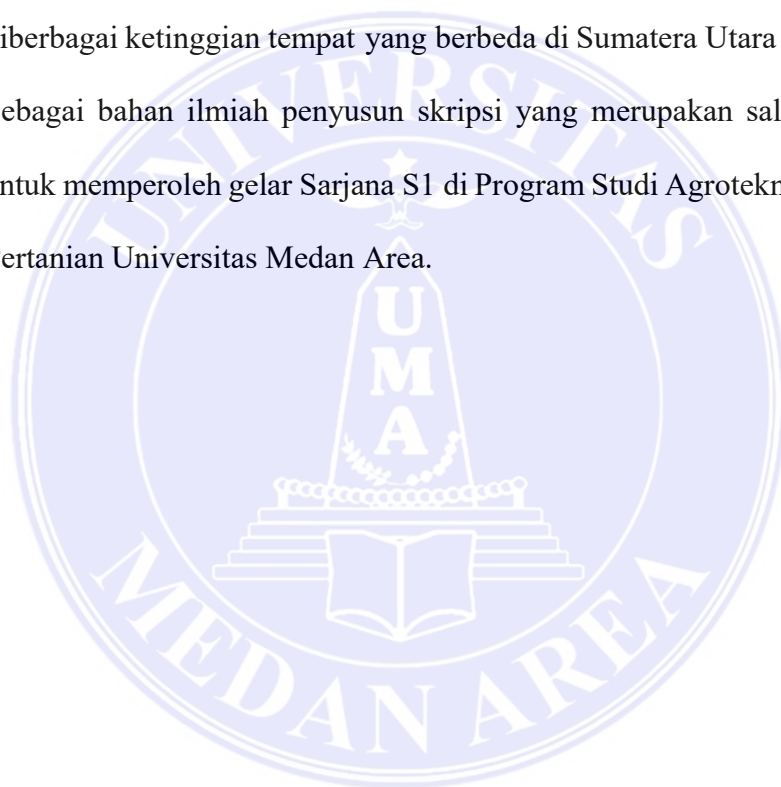 iberbagai ketinggian tempat yang berbeda di Sumatera Utara
ebagai bahan ilmiah penyusun skripsi yang merupakan sal
ntuk memperoleh gelar Sarjana S1 di Program Studi Agrotekn
ertanian Universitas Medan Area.
UNIVERSITAS
U
M
A
MEDAN AREA